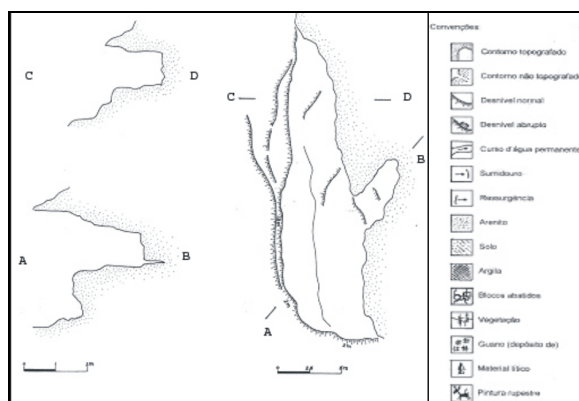 C
D
A
B
C
D
B
A
Convenções:
Contorno topografado
Contorno não topografado
Desnível normal
Desnível abrupto
Curso d'água permanente
Sumidouro
Ressurgência
Arenito
Solo
Argila
Blocos abatidos
Vegetação
Guano (depósito de)
Material lítico
Pintura rupestre